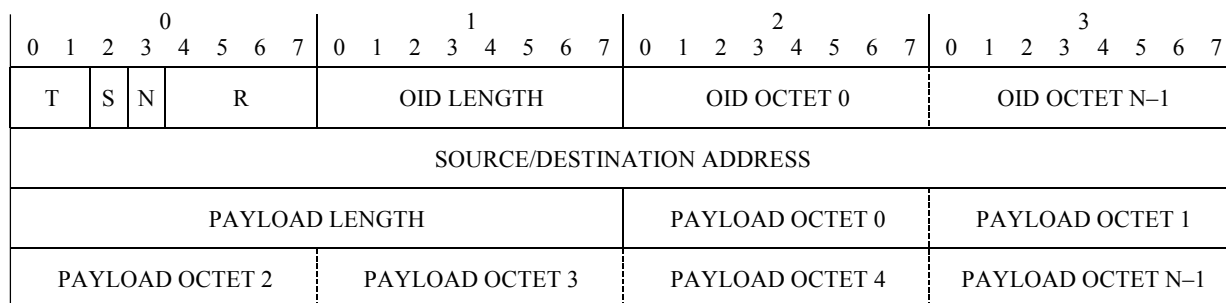 0 1 2 3
0 1 2 3 4 5 6 7 0 1 2 3 4 5 6 7 0 1 2 3 4 5 6 7 0 1 2 3 4 5 6 7
T S N R OID LENGTH OID OCTET 0 OID OCTET N–1
SOURCE/DESTINATION ADDRESS
PAYLOAD LENGTH PAYLOAD OCTET 0 PAYLOAD OCTET 1
PAYLOAD OCTET 2 PAYLOAD OCTET 3 PAYLOAD OCTET 4 PAYLOAD OCTET N–1